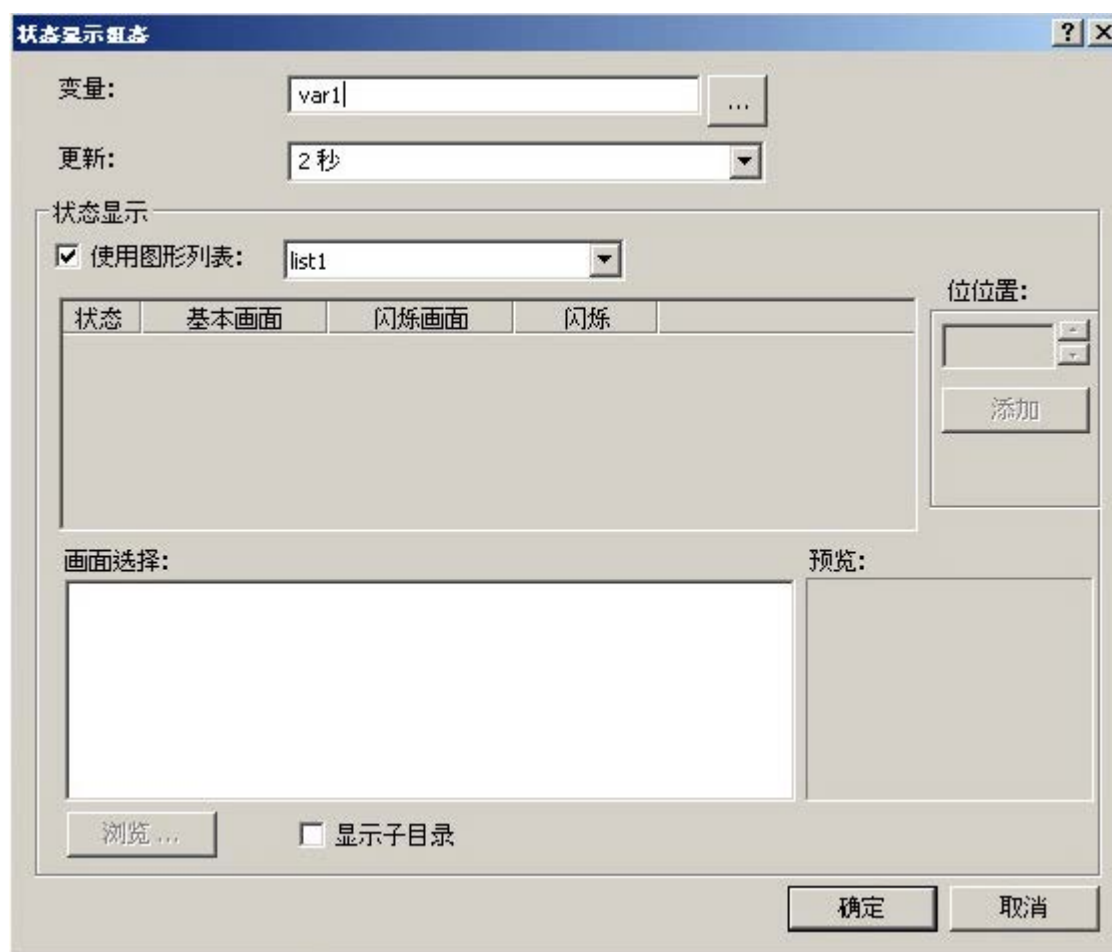 状态显示组态
变量: var1 ...
更新: 2 秒
状态显示
使用图形列表: list1
位位置:
状态 基本画面 闪烁画面 闪烁
添加
画面选择: 预览:
浏览 ... 显示子目录
确定 取消